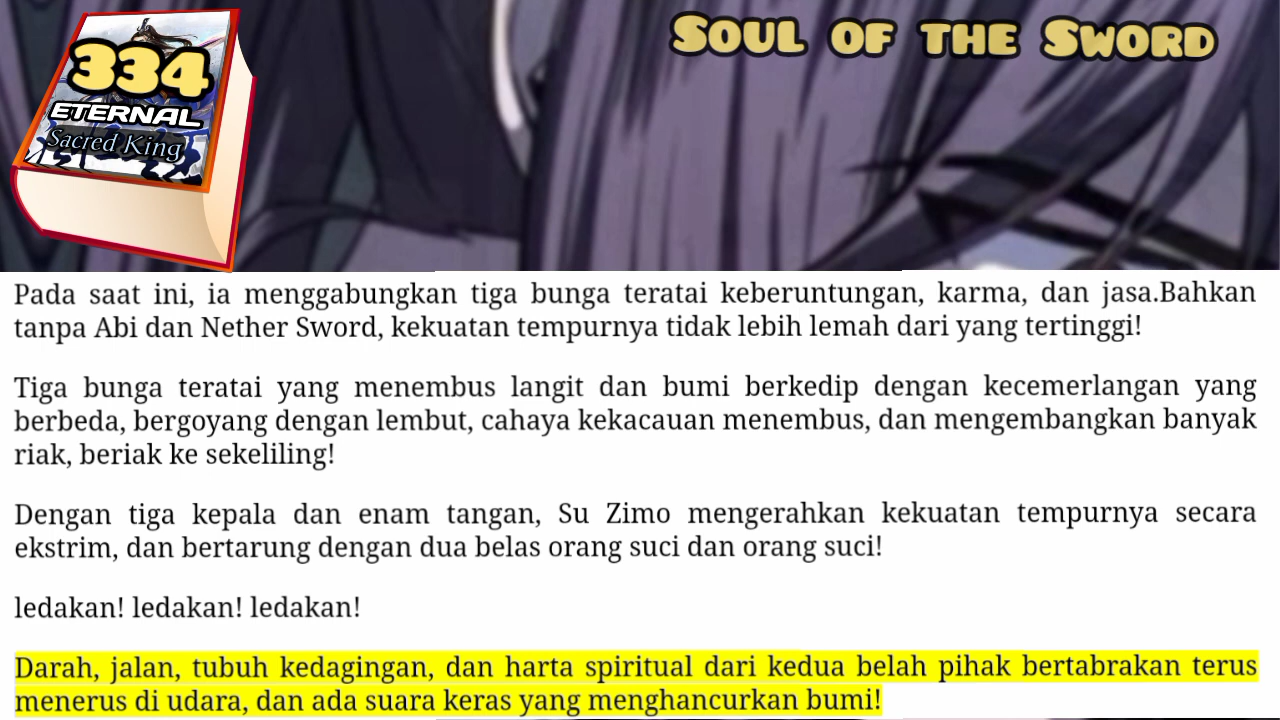 334
ETERNAL
Sacred King
SOUL OF THE SWORD
Pada saat ini, ia menggabungkan tiga bunga teratai keberuntungan, karma, dan jasa.Bahkan
tanpa Abi dan Nether Sword, kekuatan tempurnya tidak lebih lemah dari yang tertinggi!
Tiga bunga teratai yang menembus langit dan bumi berkedip dengan kecemerlangan yang
berbeda, bergoyang dengan lembut, cahaya kekacauan menembus, dan mengembangkan banyak
riak, beriak ke sekeliling!
Dengan tiga kepala dan enam tangan, Su Zimo mengerahkan kekuatan tempurnya secara
ekstrim, dan bertarung dengan dua belas orang suci dan orang suci!
ledakan! ledakan! ledakan!
Darah, jalan, tubuh kedagingan, dan harta spiritual dari kedua belah pihak bertabrakan terus
menerus di udara, dan ada suara keras yang menghancurkan bumi!